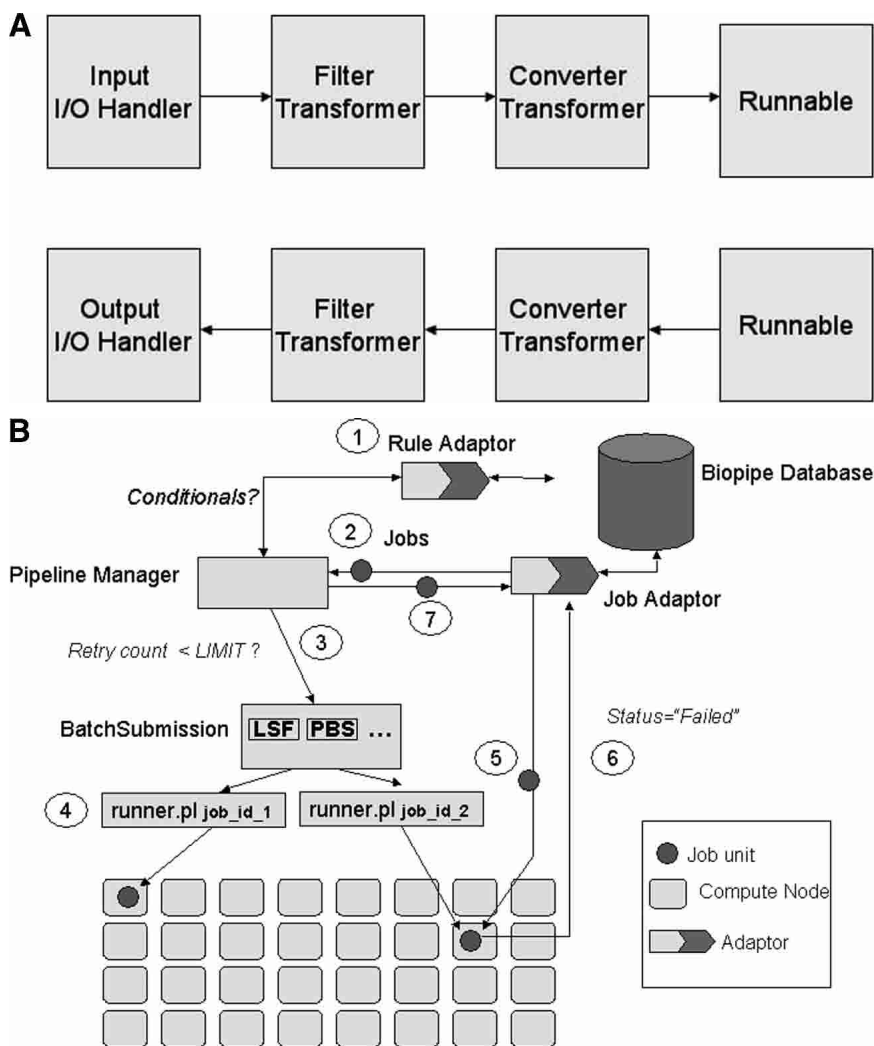 A
Input
I/O Handler
Filter
Transformer
Converter
Transformer
Runnable
Output
I/O Handler
Filter
Transformer
Converter
Transformer
Runnable
B
1
Rule Adaptor
Biopipe Database
Conditionals?
2
Jobs
Pipeline Manager
7
Job Adaptor
3
Retry count < LIMIT ?
Status="Failed"
BatchSubmission
LSF PBS ...
5
6
4
runner.pl job_id_1
runner.pl job_id_2
Job unit
Compute Node
Adaptor